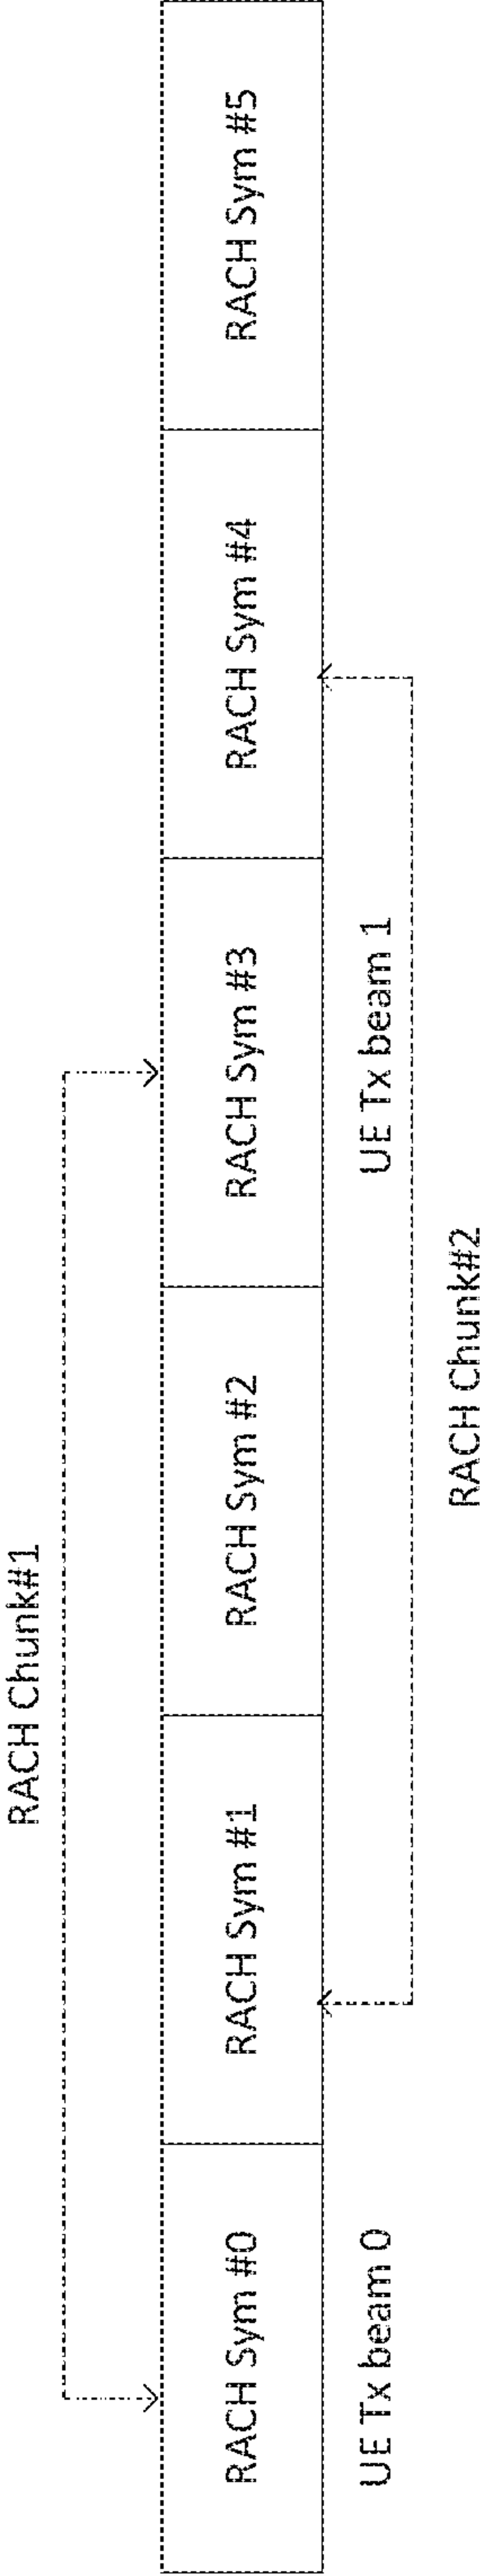 RACH Chunk#1
RACH Sym #0
RACH Sym #1
RACH Sym #2
RACH Sym #3
RACH Sym #4
RACH Sym #5
UE Tx beam 0
UE Tx beam 1
RACH Chunk#2